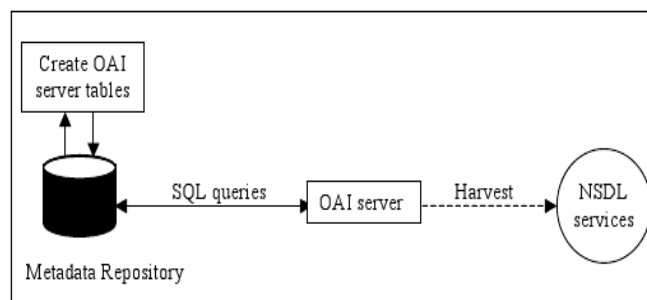 Create OAI
server tables
SQL queries
OAI server
Harvest
NSDL
services
Metadata Repository